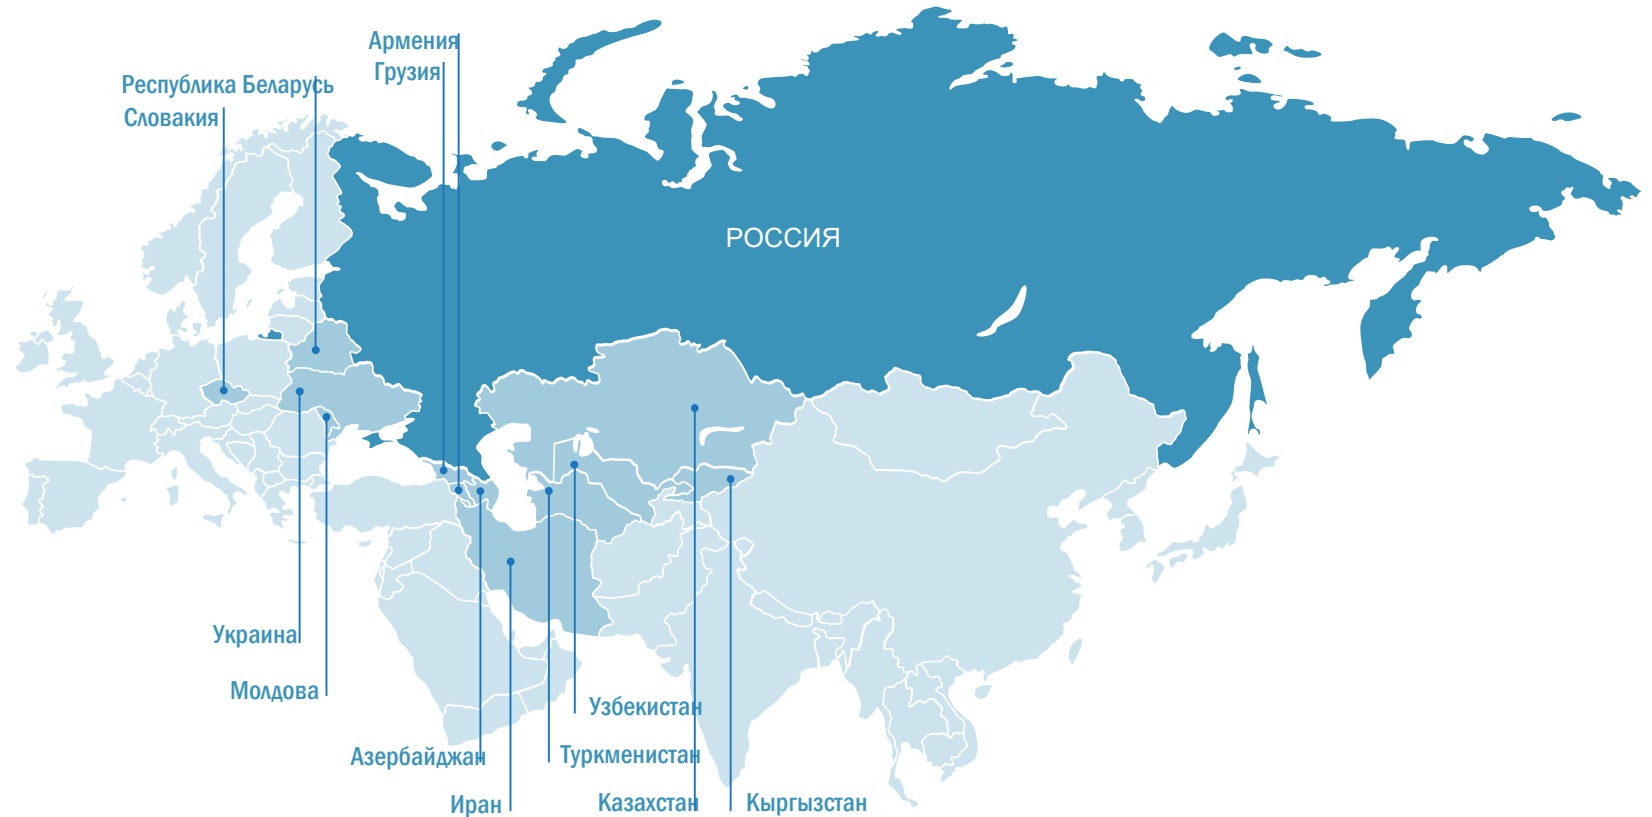 Армения
Грузия
Республика Беларусь
Словакия
РОССИЯ
Украина
Молдова
Узбекистан
Азербайджан
Туркменистан
Иран
Казахстан
Кыргызстан